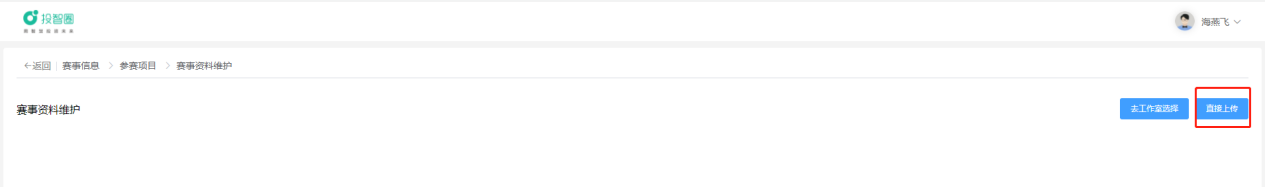 投智圈
海燕飞
←返回 | 赛事信息 > 参赛项目 > 赛事资料维护
赛事资料维护
去工作室选择 直接上传